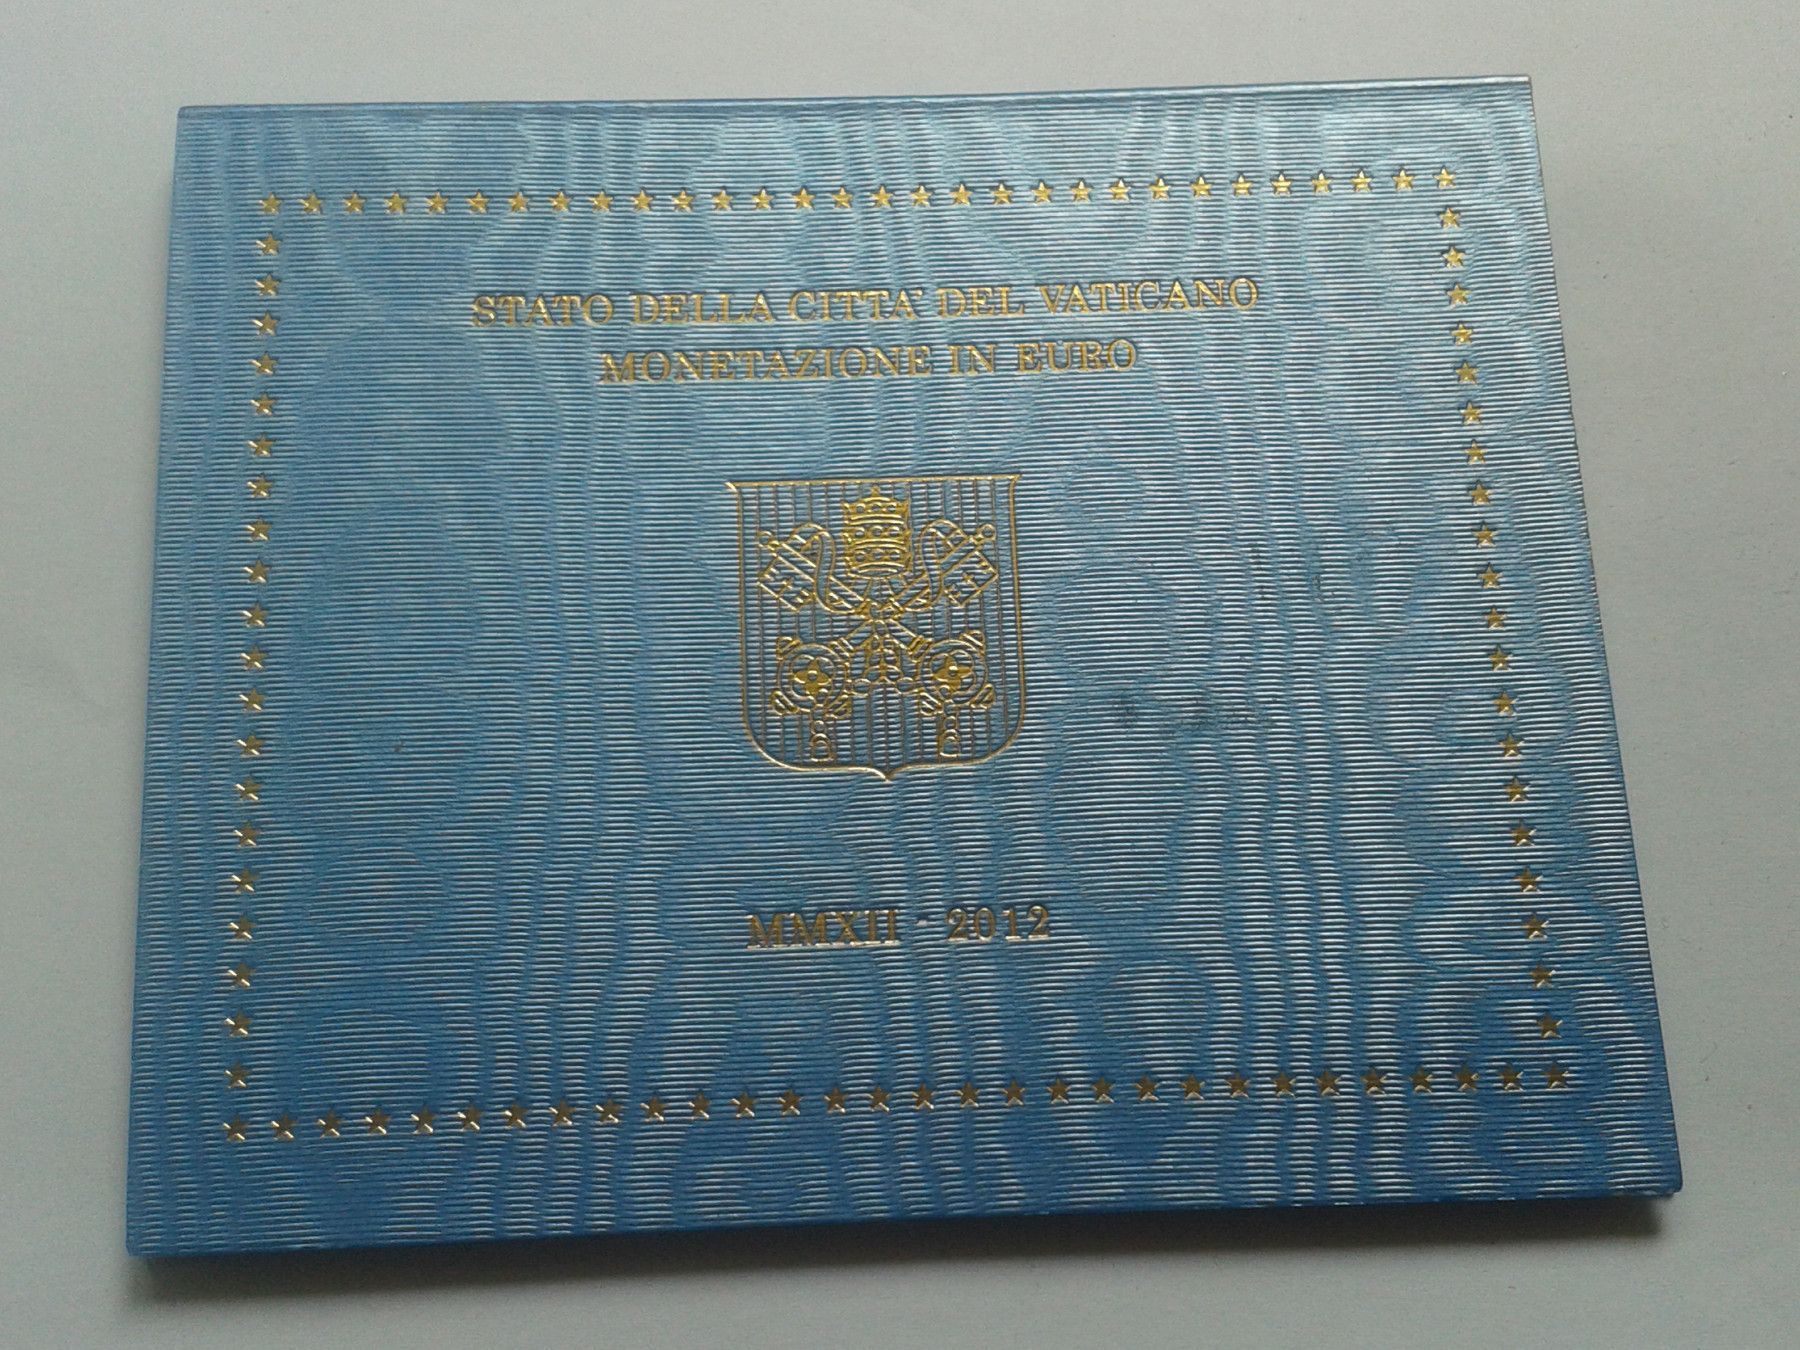 STATO DELLA CITTA' DEL VATICANO
MONETAZIONE IN EURO
MMXII - 2012